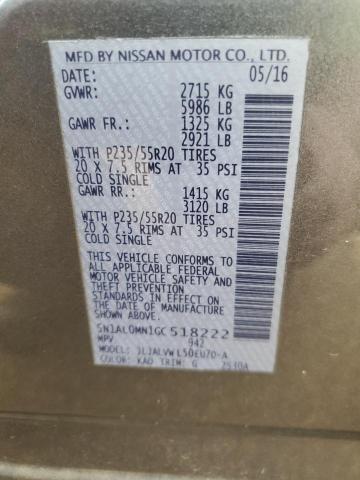 MFD BY NISSAN MOTOR CO., LTD.
DATE: 05/16
GVWR: 2715 KG
5986 LB
GAWR FR.: 1325 KG
2921 LB
WITH P235/55R20 TIRES
20 X 7.5 RIMS AT 35 PSI
COLD SINGLE
GAWR RR.: 1415 KG
3120 LB
WITH P235/55R20 TIRES
20 X 7.5 RIMS AT 35 PSI
COLD SINGLE
THIS VEHICLE CONFORMS TO
ALL APPLICABLE FEDERAL
MOTOR VEHICLE SAFETY AND
THEFT PREVENTION
STANDARDS IN EFFECT ON
THE DATE OF MANUFACTURE
SHOWN ABOVE.
5N1AL0MN1GC518222
MPV 942
COLOR: KAD TRIM: G 2530A